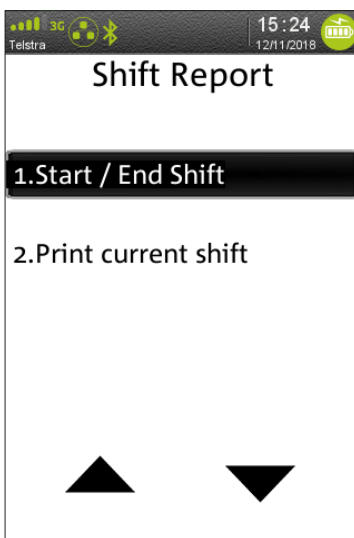 3G
15:24
Telstra
12/11/2018
Shift Report
1.Start / End Shift
2.Print current shift